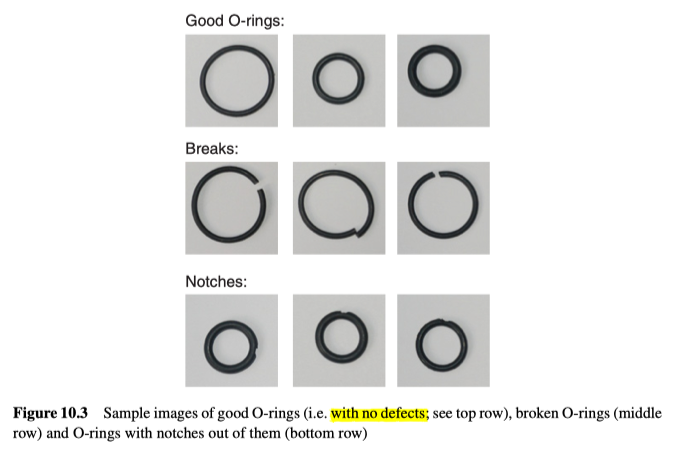 Good O-rings:
Breaks:
Notches:
Figure 10.3 Sample images of good O-rings (i.e. with no defects; see top row), broken O-rings (middle
row) and O-rings with notches out of them (bottom row)